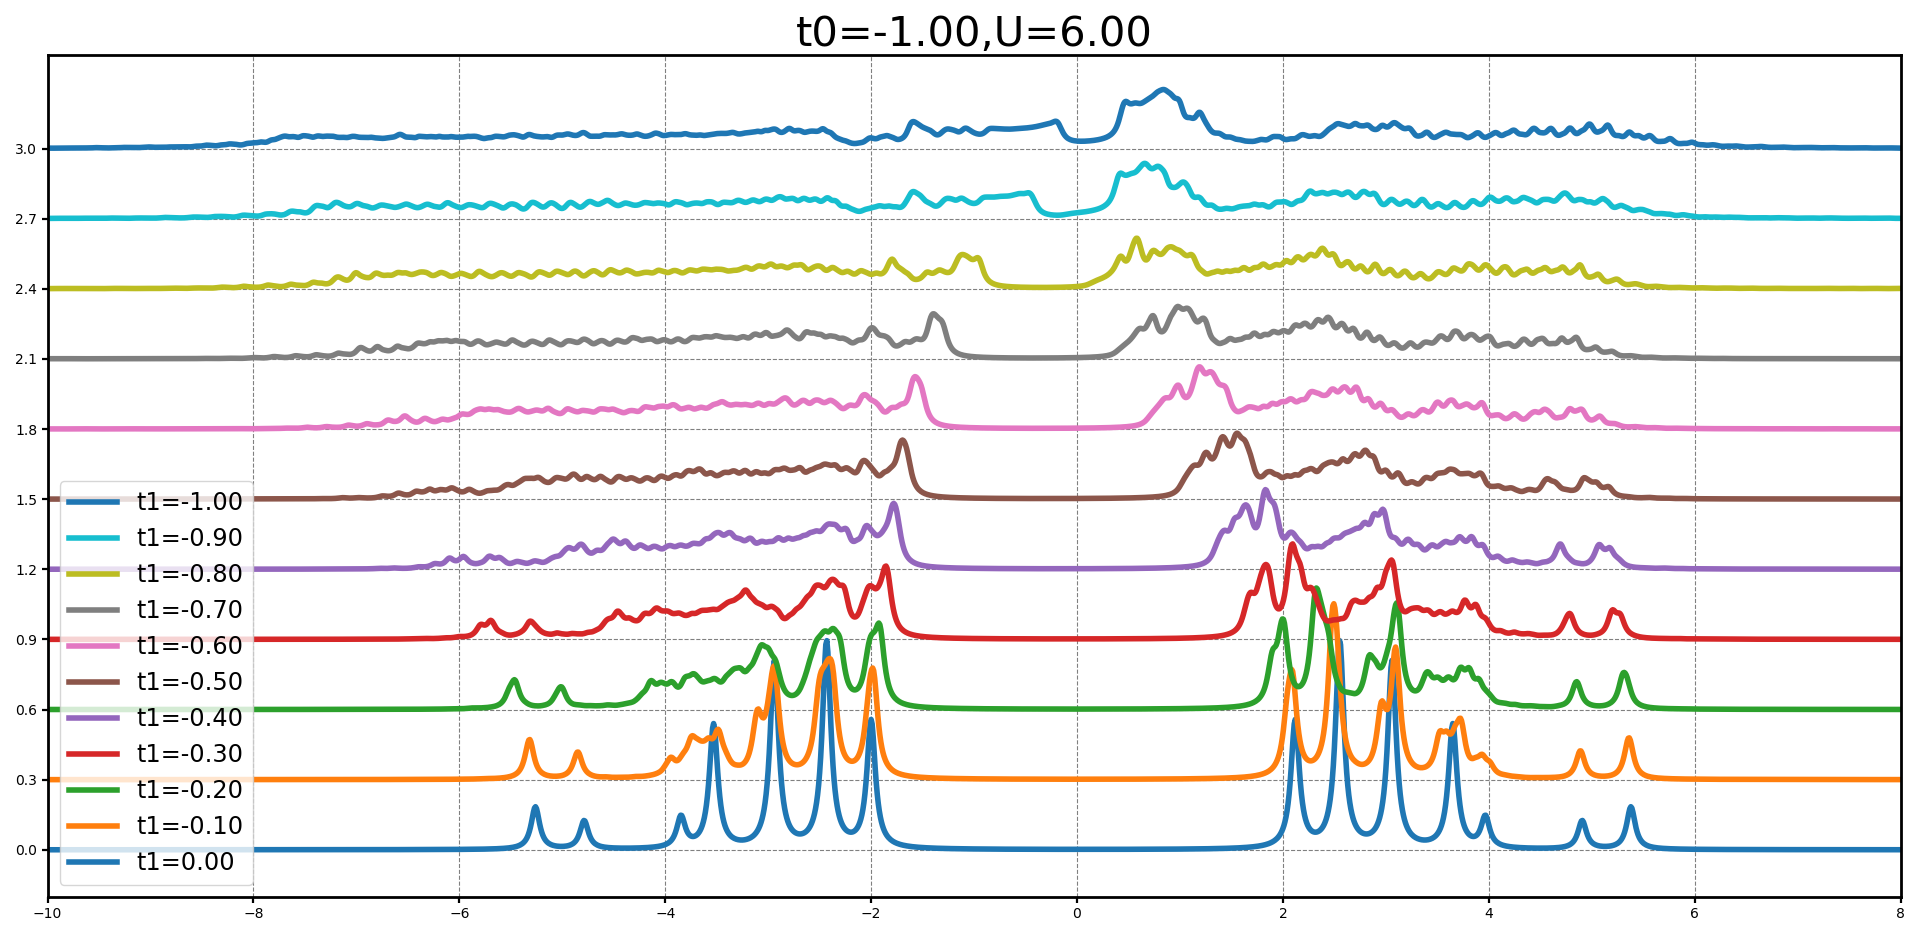 t0=-1.00,U=6.00
3.0
2.7
2.4
2.1
1.8
1.5
1.2
0.9
0.6
0.3
0.0
t1=-1.00
t1=-0.90
t1=-0.80
t1=-0.70
t1=-0.60
t1=-0.50
t1=-0.40
t1=-0.30
t1=-0.20
t1=-0.10
t1=0.00
−10 −8 −6 −4 −2 0 2 4 6 8